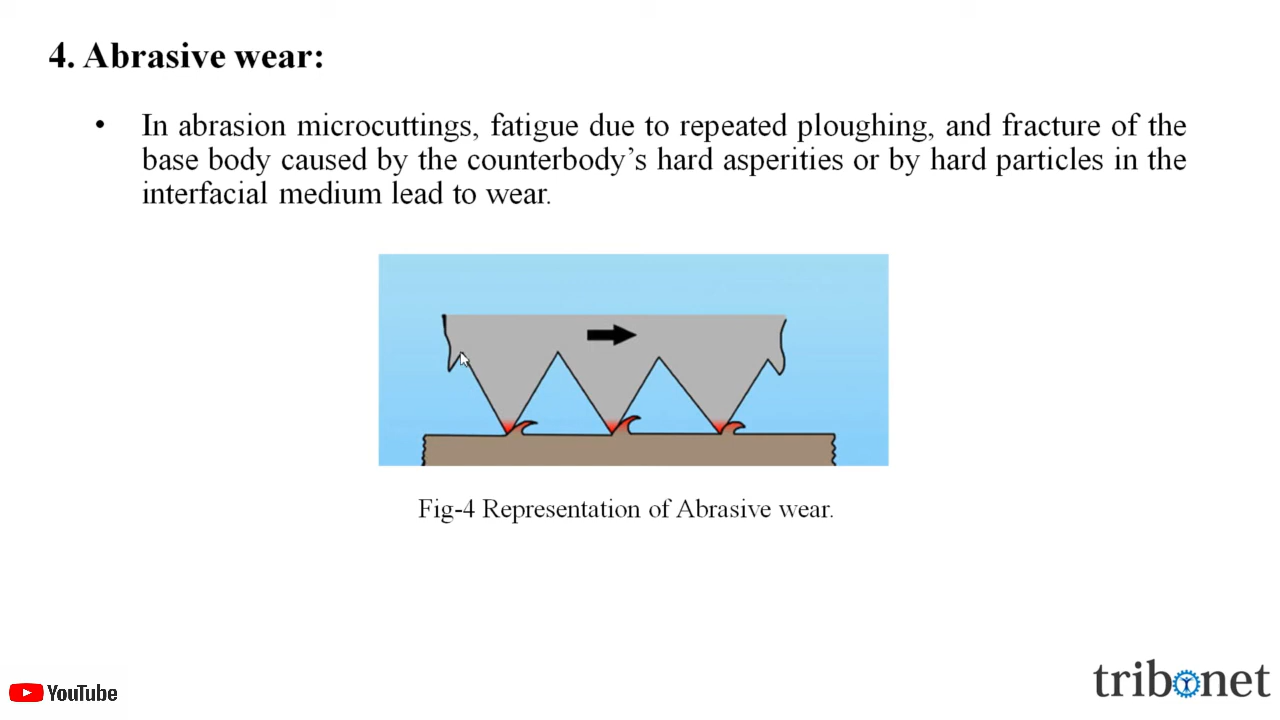 4. Abrasive wear:
• In abrasion microcuttings, fatigue due to repeated ploughing, and fracture of the
base body caused by the counterbody’s hard asperities or by hard particles in the
interfacial medium lead to wear.
Fig-4 Representation of Abrasive wear.
YouTube
tribonet